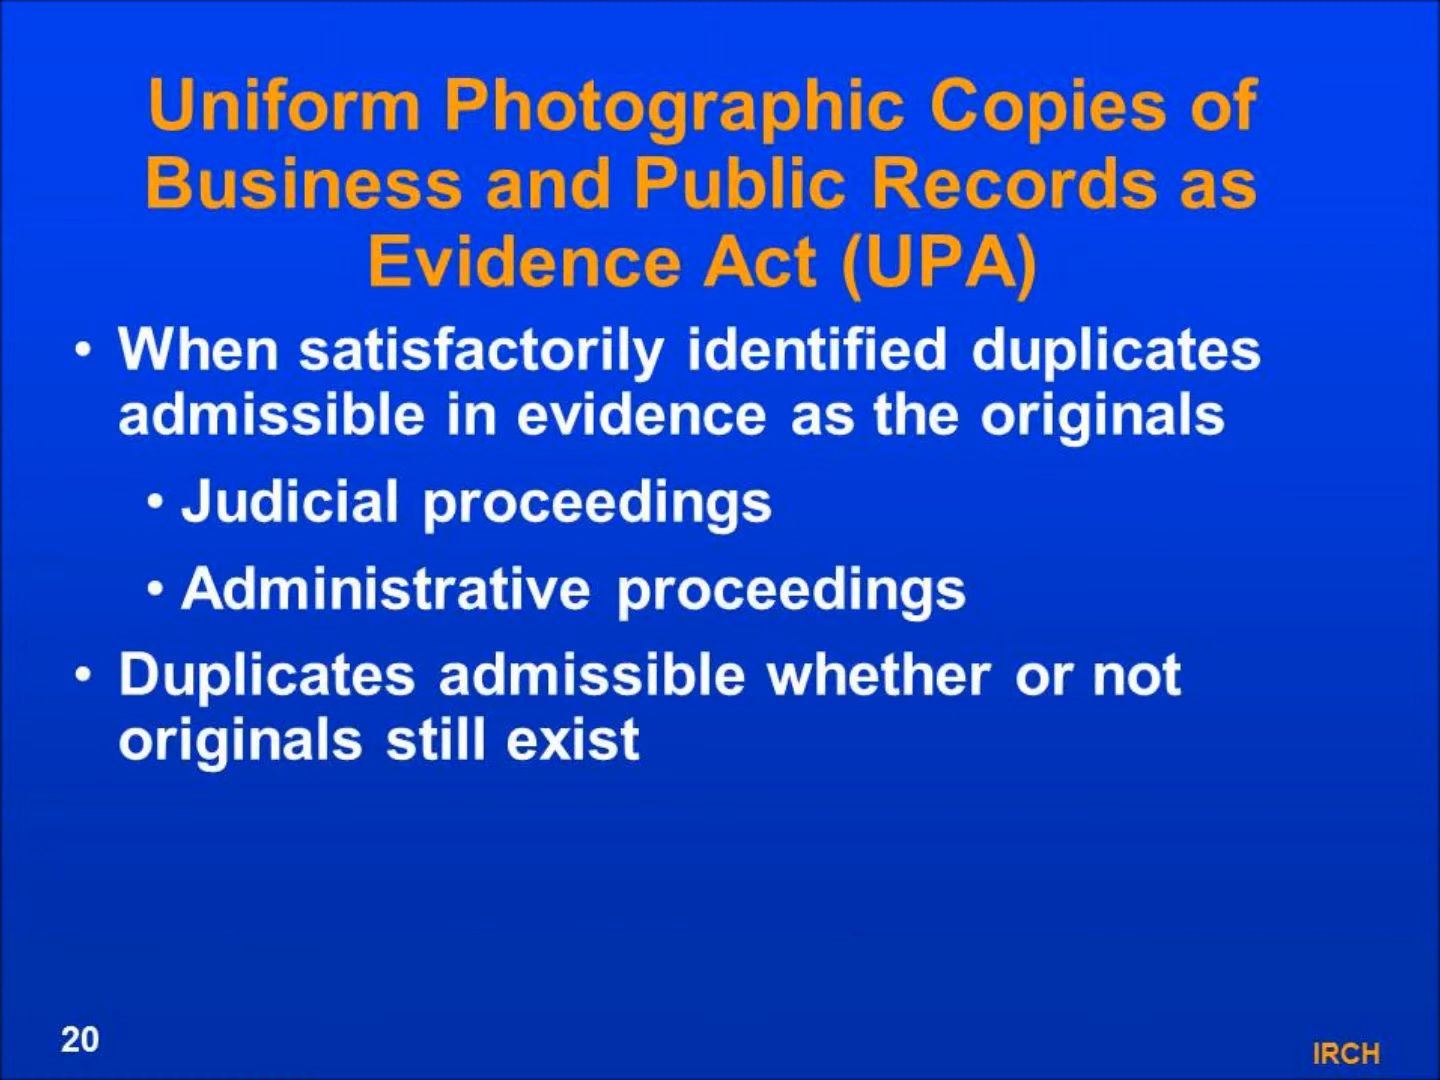 Uniform Photographic Copies of
Business and Public Records as
Evidence Act (UPA)
• When satisfactorily identified duplicates
admissible in evidence as the originals
• Judicial proceedings
• Administrative proceedings
• Duplicates admissible whether or not
originals still exist
20
IRCH